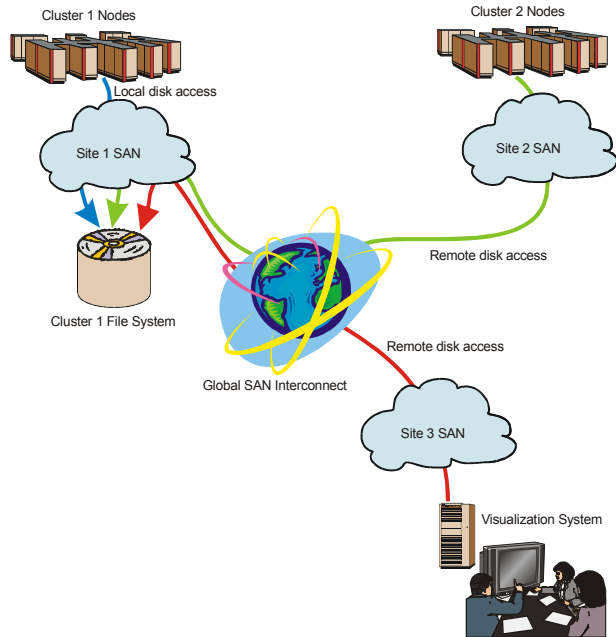 Cluster 1 Nodes
Cluster 2 Nodes
Local disk access
Site 1 SAN
Site 2 SAN
Remote disk access
Cluster 1 File System
Remote disk access
Global SAN Interconnect
Site 3 SAN
Visualization System